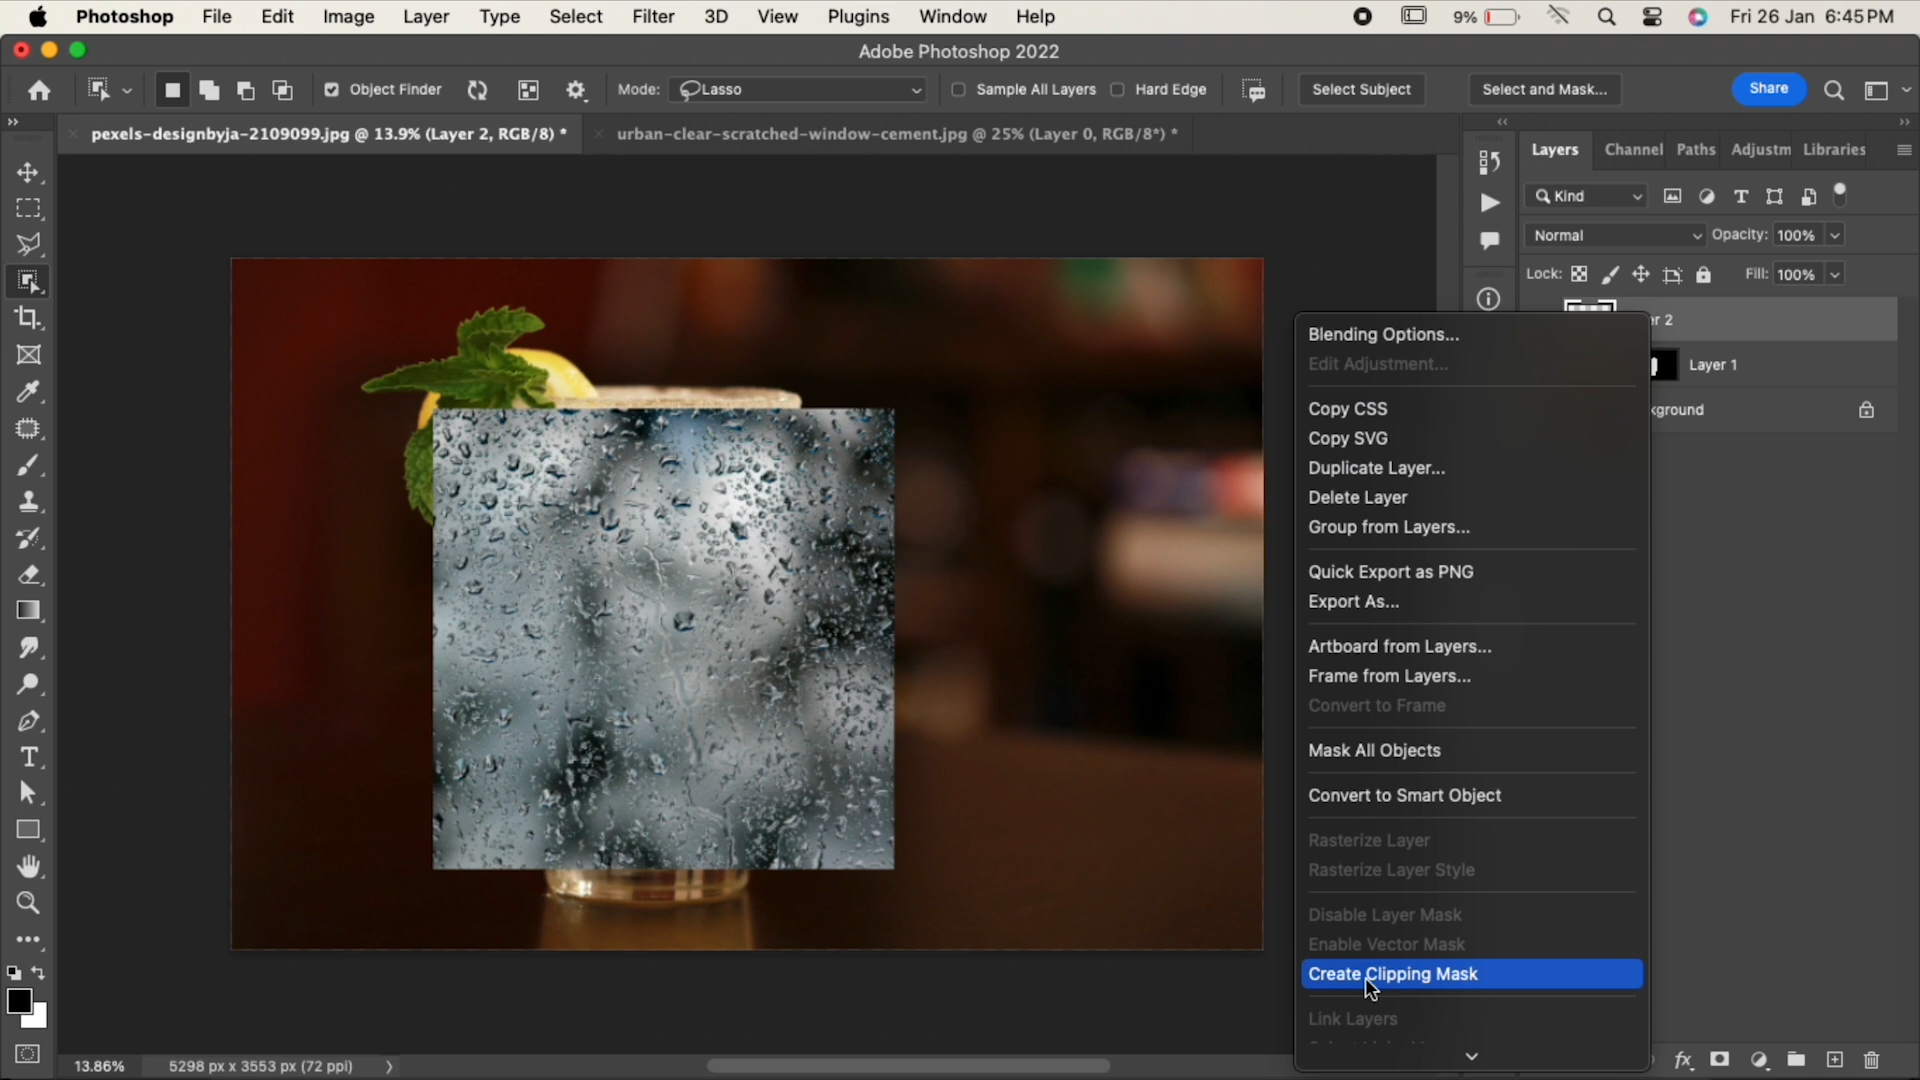 Photoshop File Edit Image Layer Type Select Filter 3D View Plugins Window Help 9% Fri 26 Jan 6:45PM
Adobe Photoshop 2022
Object Finder Mode: Lasso Sample All Layers Hard Edge Select Subject Select and Mask... Share
pexels-designbyja-2109099.jpg @ 13.9% (Layer 2, RGB/8) * urban-clear-scratched-window-cement.jpg @ 25% (Layer 0, RGB/8*) *
Layers Channel Paths Adjustm Libraries
Kind
Normal Opacity: 100%
Lock: Fill: 100%
er 2
Layer 1
kground
Blending Options...
Edit Adjustment...
Copy CSS
Copy SVG
Duplicate Layer...
Delete Layer
Group from Layers...
Quick Export as PNG
Export As...
Artboard from Layers...
Frame from Layers...
Convert to Frame
Mask All Objects
Convert to Smart Object
Rasterize Layer
Rasterize Layer Style
Disable Layer Mask
Enable Vector Mask
Create Clipping Mask
Link Layers
13.86% 5298 px x 3553 px (72 ppi)